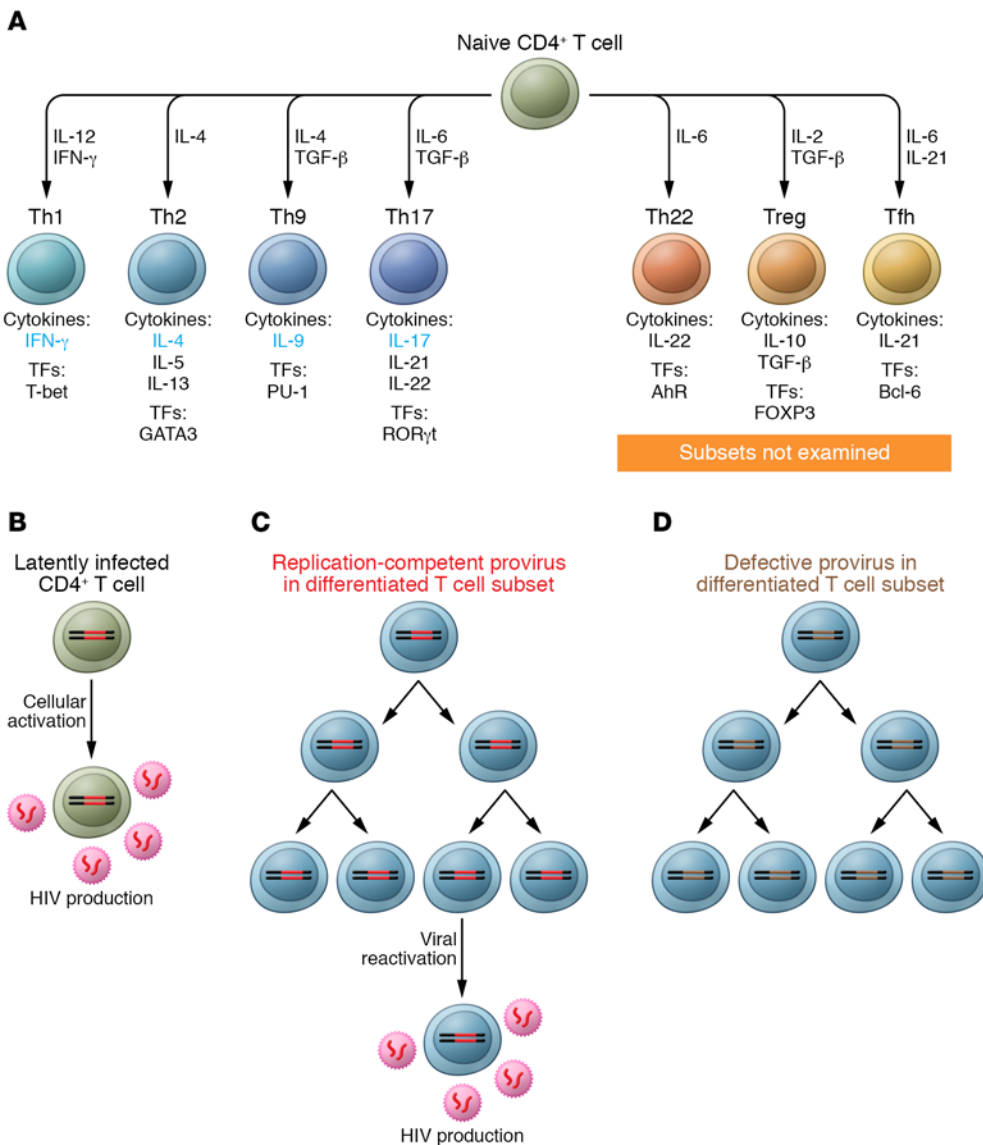 A
Naive CD4⁺ T cell
IL-12
IFN-γ
IL-4
IL-4
TGF-β
IL-6
TGF-β
IL-6
IL-2
TGF-β
IL-6
IL-21
Th1
Th2
Th9
Th17
Th22
Treg
Tfh
Cytokines:
IFN-γ
TFs:
T-bet
Cytokines:
IL-4
IL-5
IL-13
TFs:
GATA3
Cytokines:
IL-9
TFs:
PU-1
Cytokines:
IL-17
IL-21
IL-22
TFs:
RORγt
Cytokines:
IL-22
TFs:
AhR
Cytokines:
IL-10
TGF-β
TFs:
FOXP3
Cytokines:
IL-21
TFs:
Bcl-6
Subsets not examined
B
Latently infected
CD4⁺ T cell
Cellular
activation
HIV production
C
Replication-competent provirus
in differentiated T cell subset
Viral
reactivation
HIV production
D
Defective provirus in
differentiated T cell subset